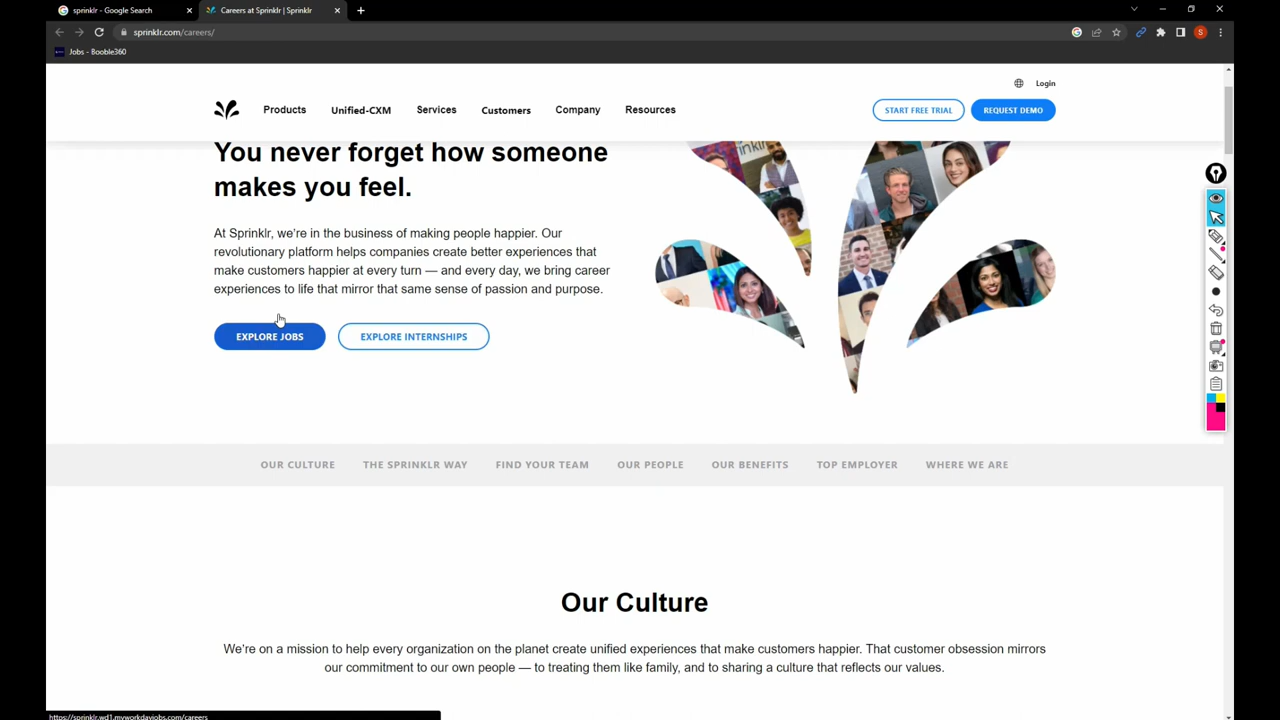 sprinklr - Google Search
Careers at Sprinklr | Sprinklr
sprinklr.com/careers/
S
Jobs - Booble360
Login
Products
Unified-CXM
Services
Customers
Company
Resources
START FREE TRIAL
REQUEST DEMO
You never forget how someone
makes you feel.
At Sprinklr, we're in the business of making people happier. Our
revolutionary platform helps companies create better experiences that
make customers happier at every turn — and every day, we bring career
experiences to life that mirror that same sense of passion and purpose.
EXPLORE JOBS
EXPLORE INTERNSHIPS
OUR CULTURE
THE SPRINKLR WAY
FIND YOUR TEAM
OUR PEOPLE
OUR BENEFITS
TOP EMPLOYER
WHERE WE ARE
Our Culture
We're on a mission to help every organization on the planet create unified experiences that make customers happier. That customer obsession mirrors
our commitment to our own people — to treating them like family, and to sharing a culture that reflects our values.
https://sprinklr.wd1.myworkdayjobs.com/careers